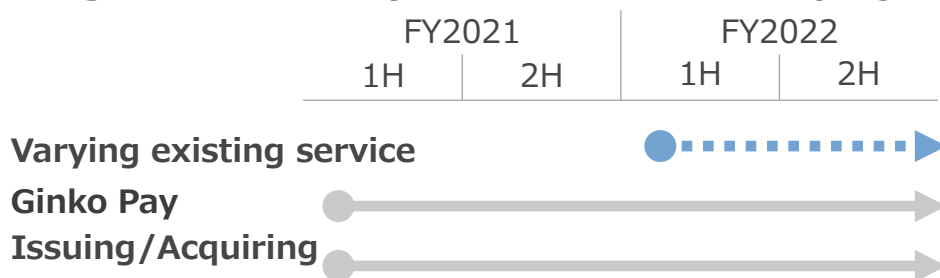 FY2021 FY2022
1H 2H 1H 2H
Varying existing service
Ginko Pay
Issuing/Acquiring